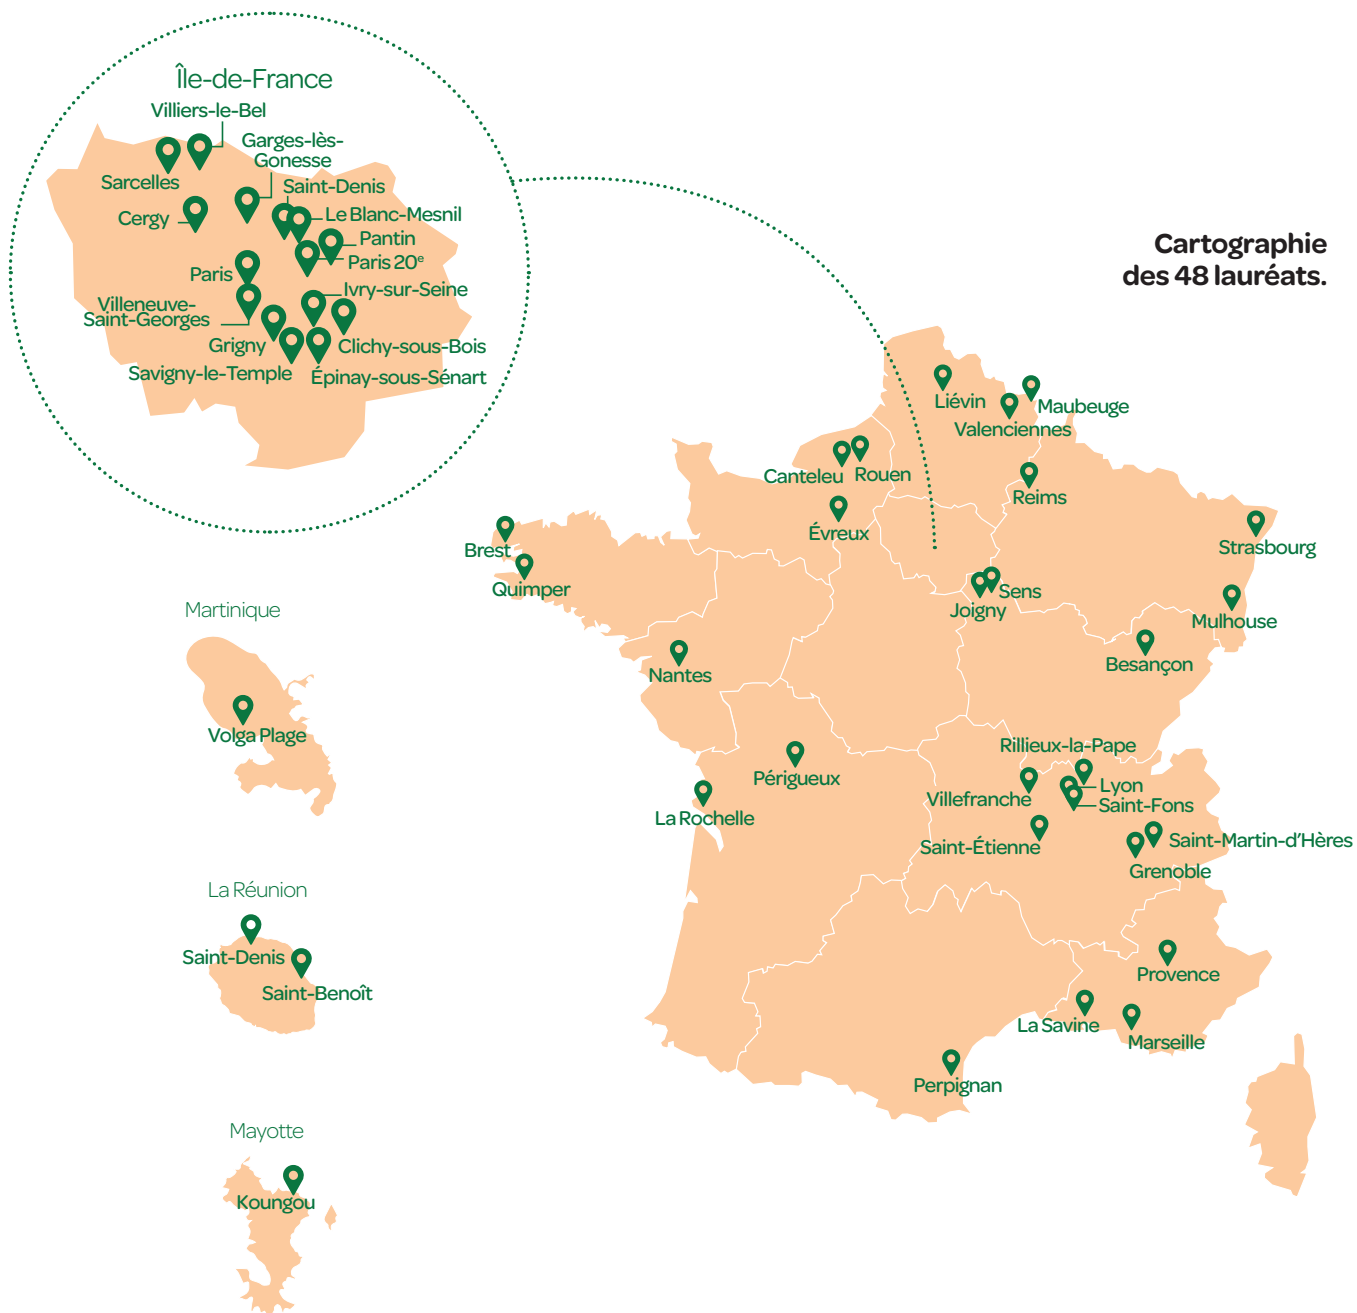 Île-de-France
Villiers-le-Bel
Garges-lès-
Gonesse
Sarcelles
Saint-Denis
Cergy
Le Blanc-Mesnil
Pantin
Paris 20e
Paris
Ivry-sur-Seine
Villeneuve-
Saint-Georges
Grigny
Clichy-sous-Bois
Savigny-le-Temple
Épinay-sous-Sénart
Cartographie
des 48 lauréats.
Liévin
Maubeuge
Valenciennes
Canteleu
Rouen
Reims
Évreux
Brest
Strasbourg
Quimper
Sens
Joigny
Mulhouse
Besançon
Nantes
Martinique
Volga Plage
Rillieux-la-Pape
Périgueux
Lyon
Villefranche
Saint-Fons
La Rochelle
Saint-Étienne
Saint-Martin-d'Hères
Grenoble
La Réunion
Saint-Denis
Saint-Benoît
Provence
La Savine
Marseille
Perpignan
Mayotte
Koungou